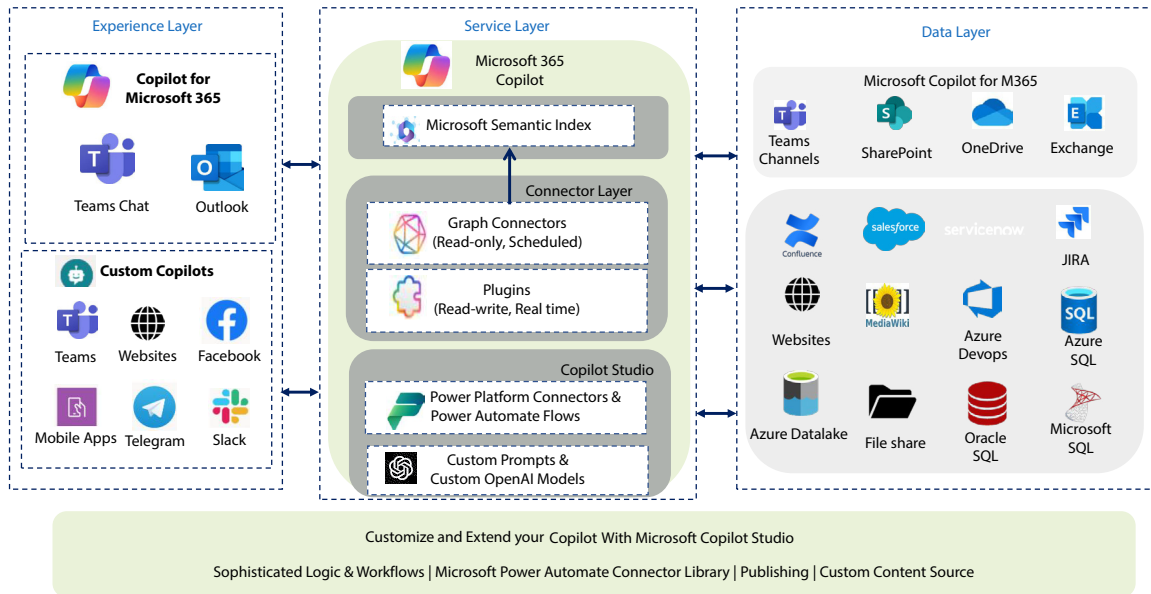 Experience Layer
Copilot for
Microsoft 365
Teams Chat
Outlook
Custom Copilots
Teams
Websites
Facebook
Mobile Apps
Telegram
Slack
Service Layer
Microsoft 365
Copilot
Microsoft Semantic Index
Connector Layer
Graph Connectors
(Read-only, Scheduled)
Plugins
(Read-write, Real time)
Copilot Studio
Power Platform Connectors &
Power Automate Flows
Custom Prompts &
Custom OpenAI Models
Data Layer
Microsoft Copilot for M365
Teams
Channels
SharePoint
OneDrive
Exchange
Confluence
salesforce
servicenow
JIRA
Websites
[[MediaWiki]]
Azure
Devops
SQL
Azure
SQL
Azure Datalake
File share
Oracle
SQL
Microsoft
SQL
Customize and Extend your Copilot With Microsoft Copilot Studio
Sophisticated Logic & Workflows | Microsoft Power Automate Connector Library | Publishing | Custom Content Source